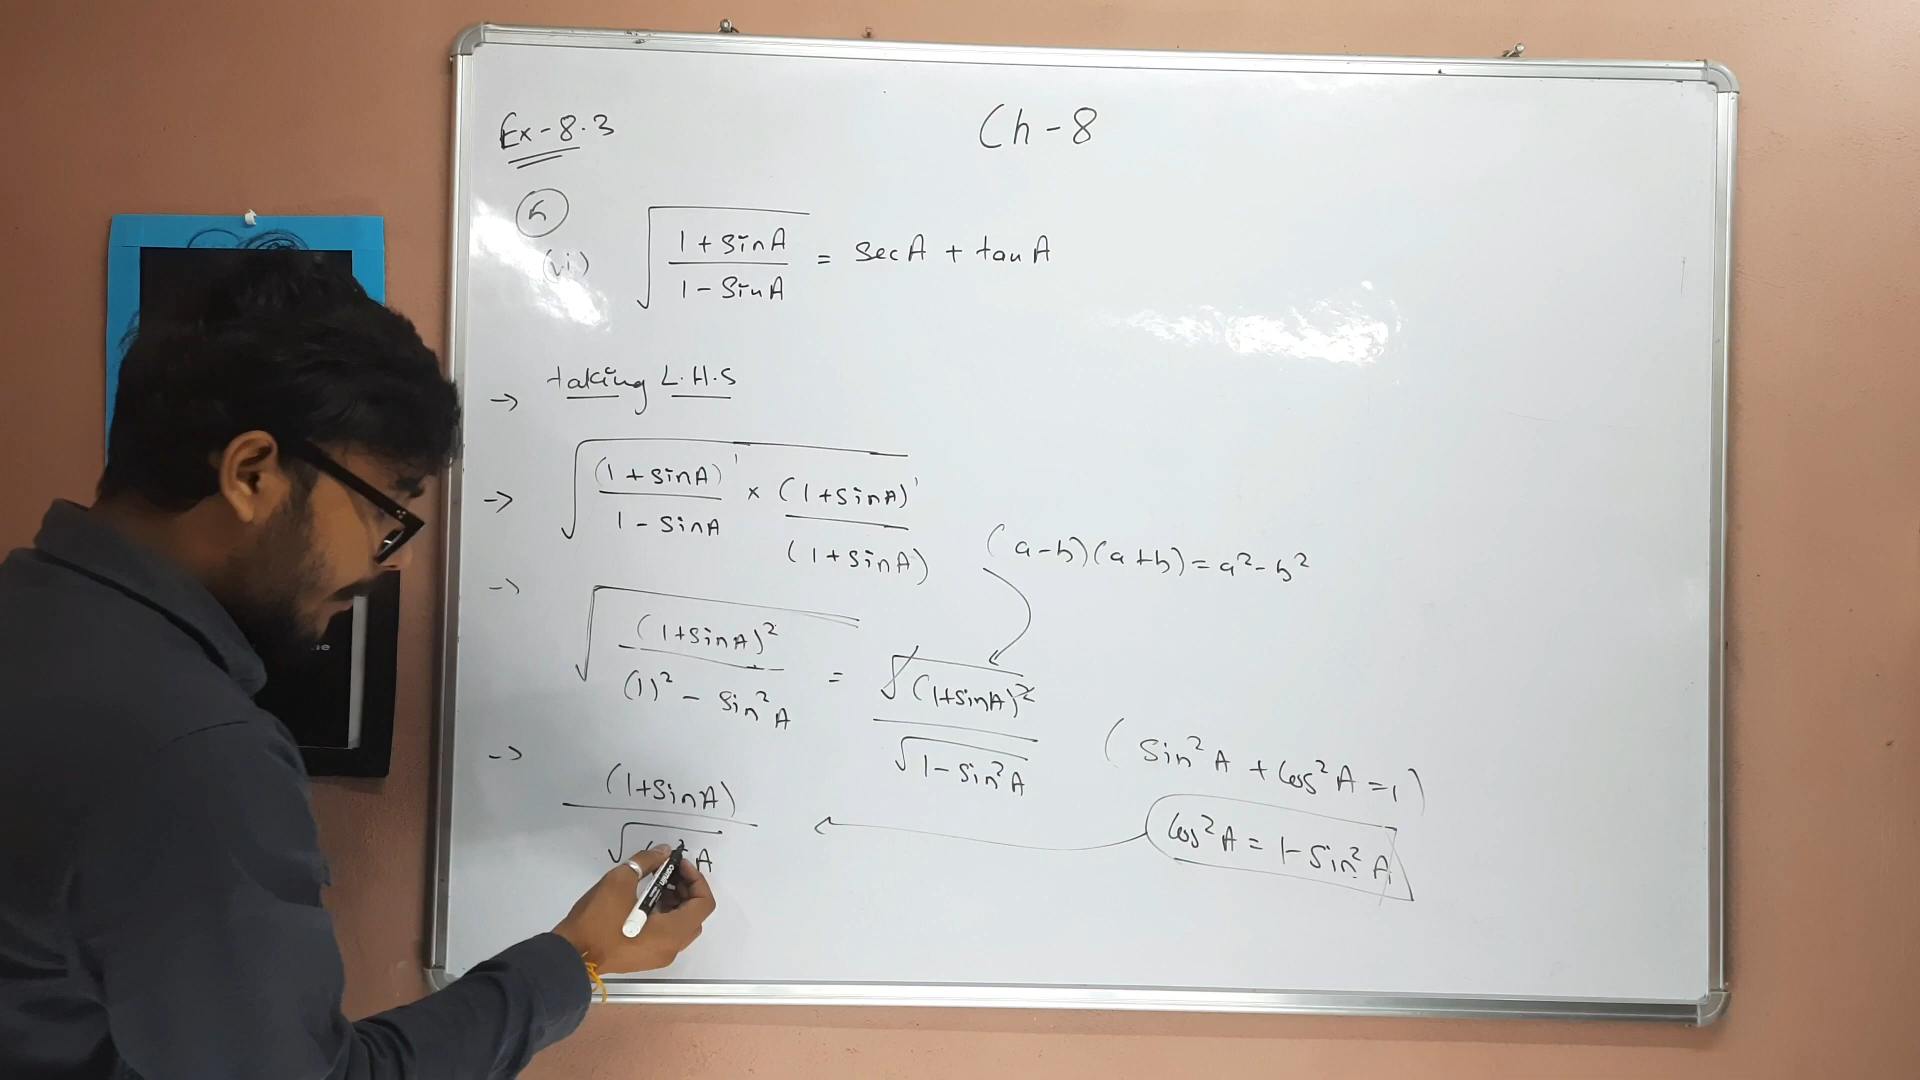 Ex-8.3
Ch-8
(vi) √((1+sinA)/(1-sinA)) = secA + tanA
→ taking L.H.S
→ √((1+sinA)/(1-sinA) × (1+sinA)/(1+sinA))
(a-b)(a+b)=a²-b²
→ √((1+sinA)²/((1)²-sin²A)) = √(1+sinA)²/√(1-sin²A)
(sin²A + cos²A = 1)
→ (1+sinA)/√
cos²A = 1-sin²A
camlin